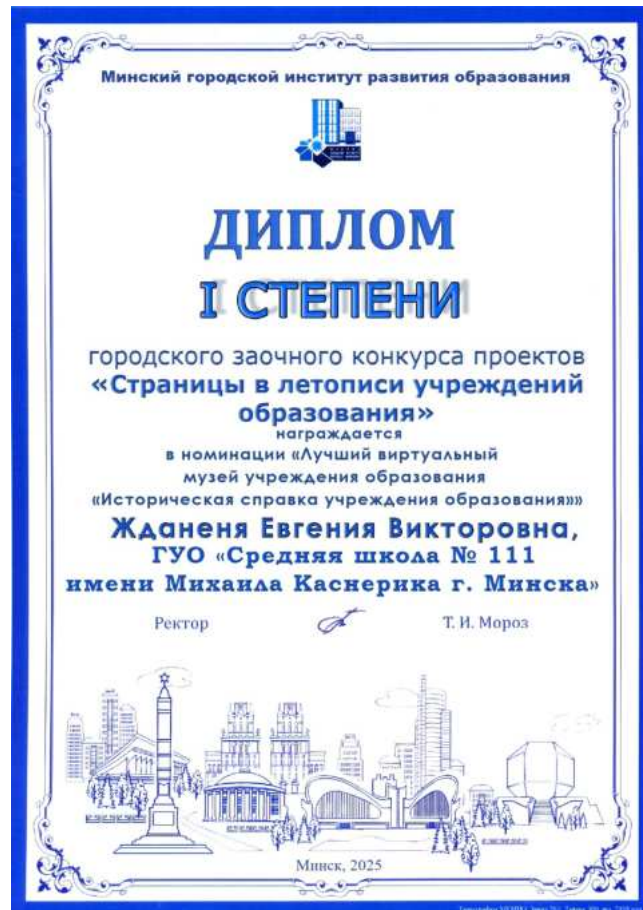 Минский городской институт развития образования
ДИПЛОМ
I СТЕПЕНИ
городского заочного конкурса проектов
«Страницы в летописи учреждений
образования»
награждается
в номинации «Лучший виртуальный
музей учреждения образования
«Историческая справка учреждения образования»»
Жданеня Евгения Викторовна,
ГУО «Средняя школа № 111
имени Михаила Каснерика г. Минска»
Ректор Т. И. Мороз
Минск, 2025